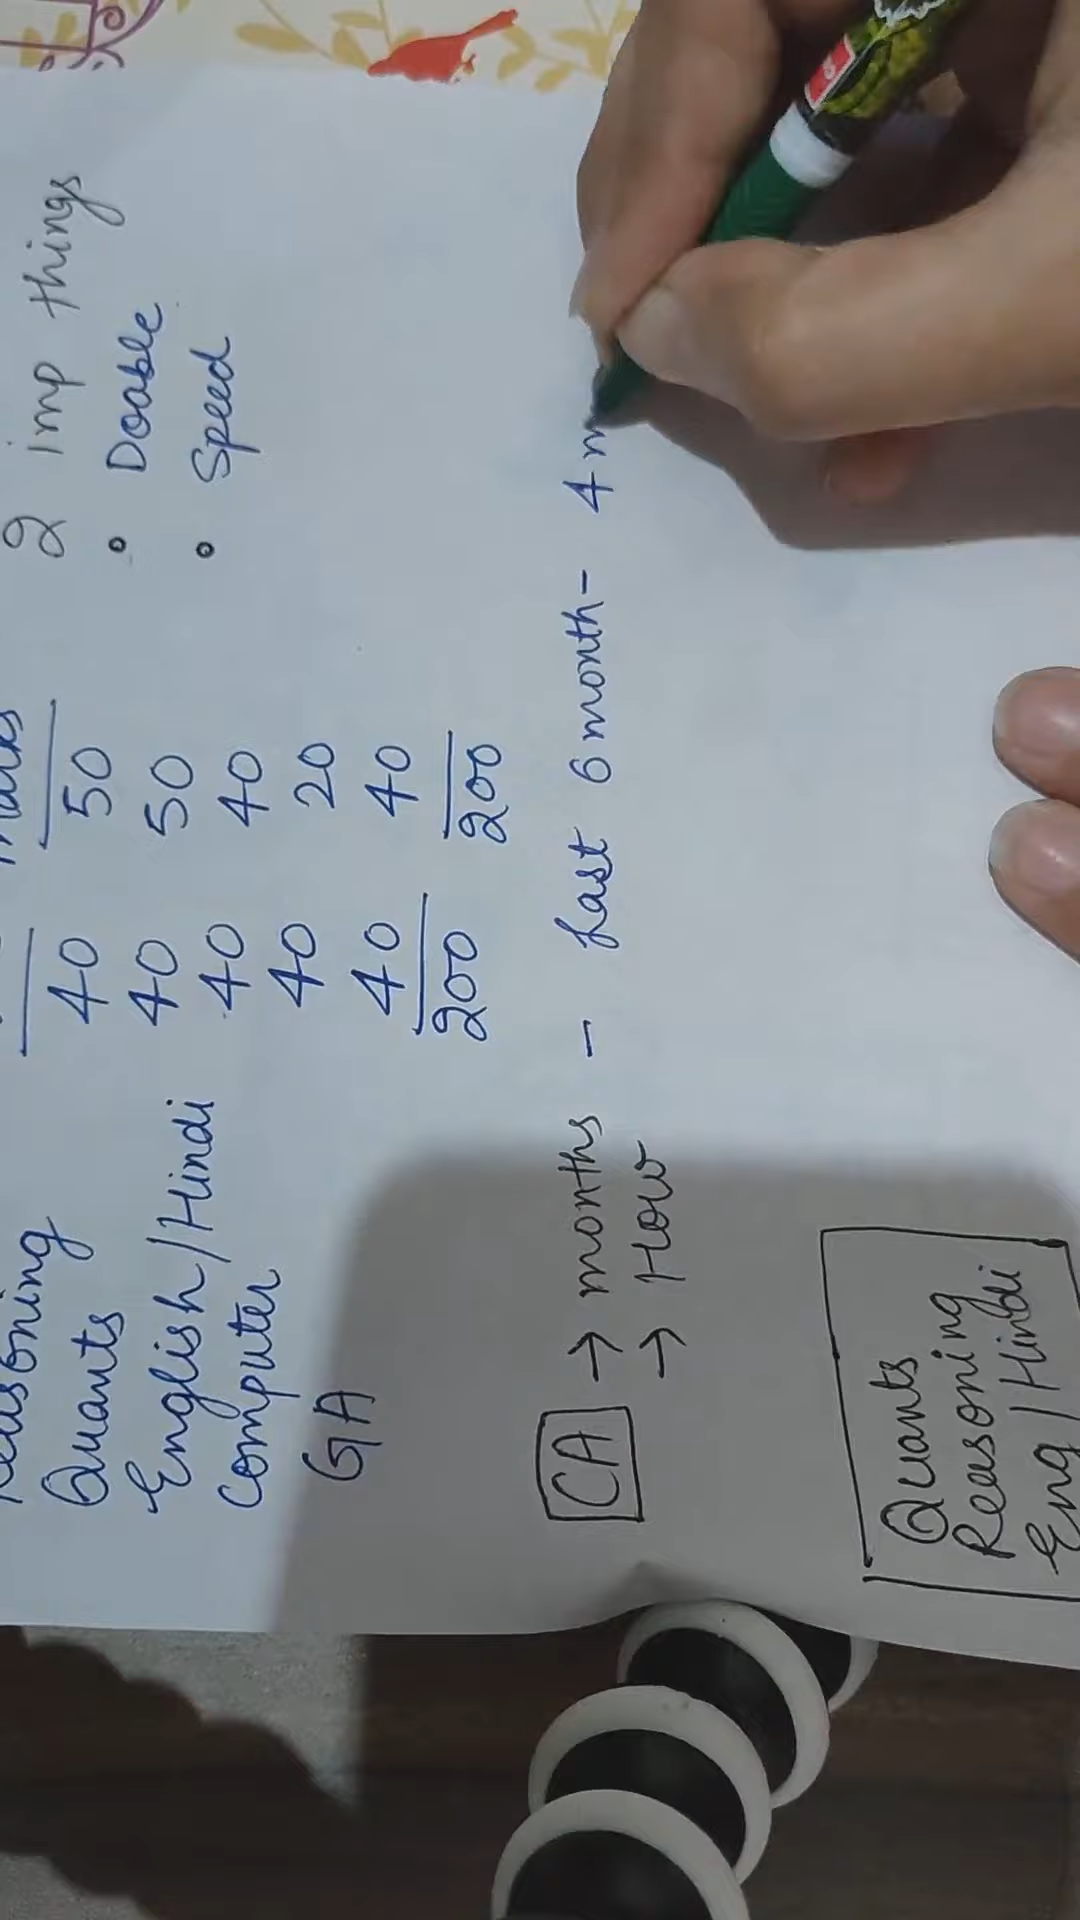 Marks
Reasoning 40 50 2 imp things
Quants 40 50 • Doable
English/Hindi 40 40 • Speed
Computer 40 20
GA 40 40
200 200
CA → months - Last 6 month - 4 m
→ How
Quants
Reasoning
Eng/Hindi